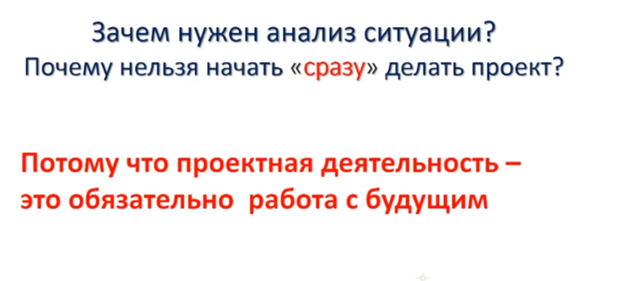 Зачем нужен анализ ситуации?
Почему нельзя начать «сразу» делать проект?
Потому что проектная деятельность –
это обязательно работа с будущим